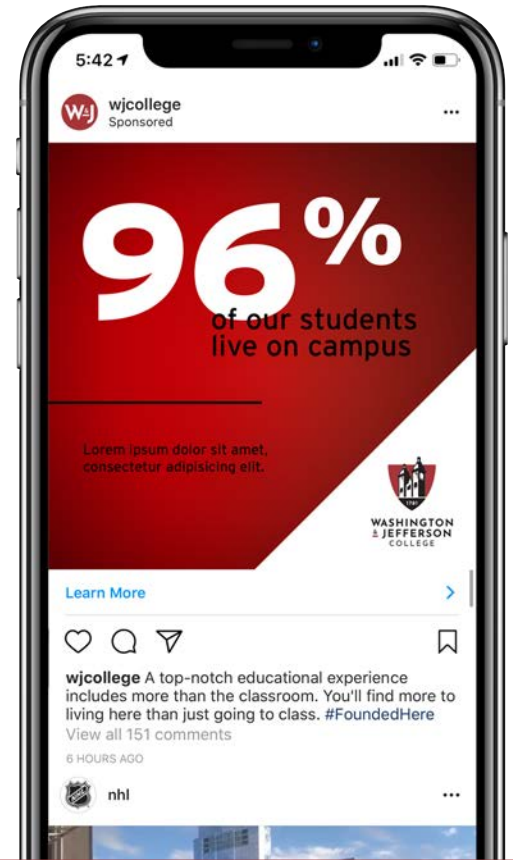 5:42
W&J
wjcollege
Sponsored
96%
of our students
live on campus
Lorem ipsum dolor sit amet,
consectetur adipisicing elit.
1781
WASHINGTON
& JEFFERSON
COLLEGE
Learn More
wjcollege A top-notch educational experience
includes more than the classroom. You'll find more to
living here than just going to class. #FoundedHere
View all 151 comments
6 HOURS AGO
NHL
nhl